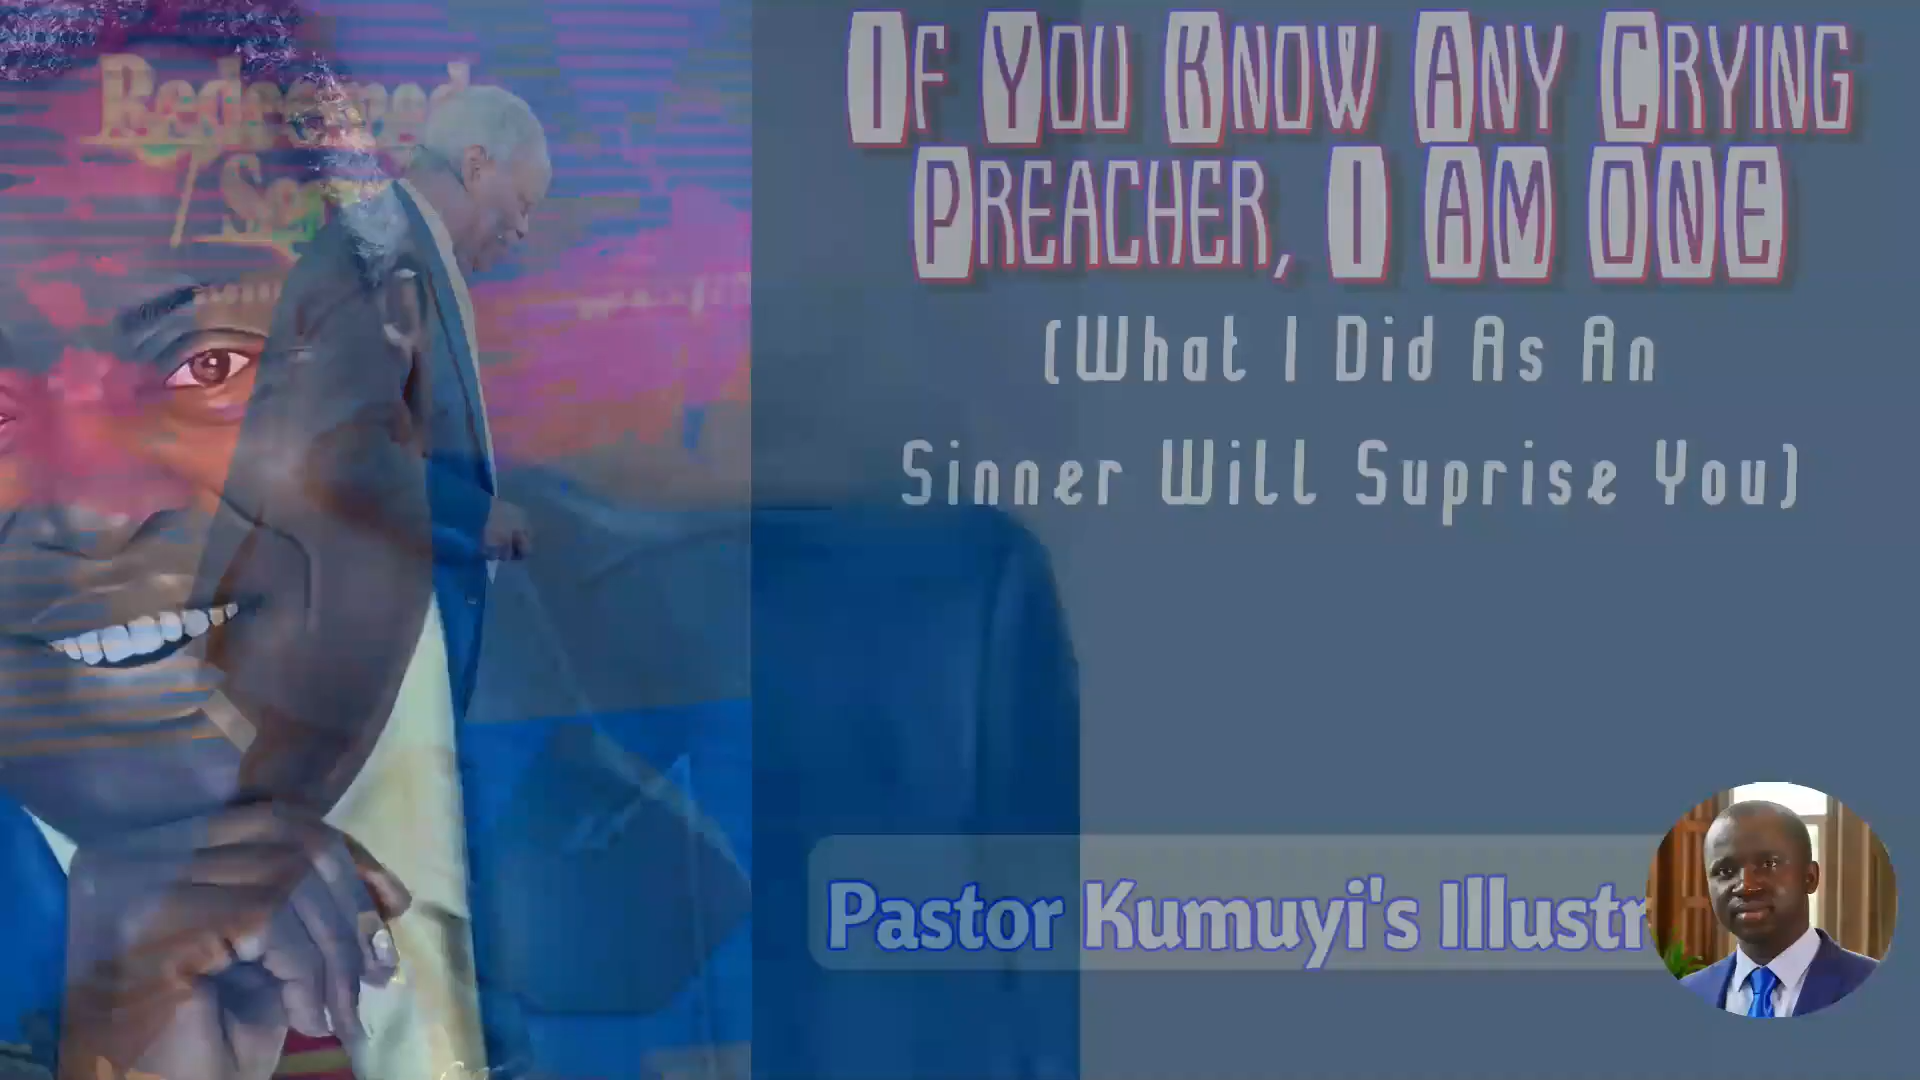 Redeemed
If You Know Any Crying
Preacher, I Am One
(What I Did As An
Sinner Will Suprise You)
Pastor Kumuyi's Illustr